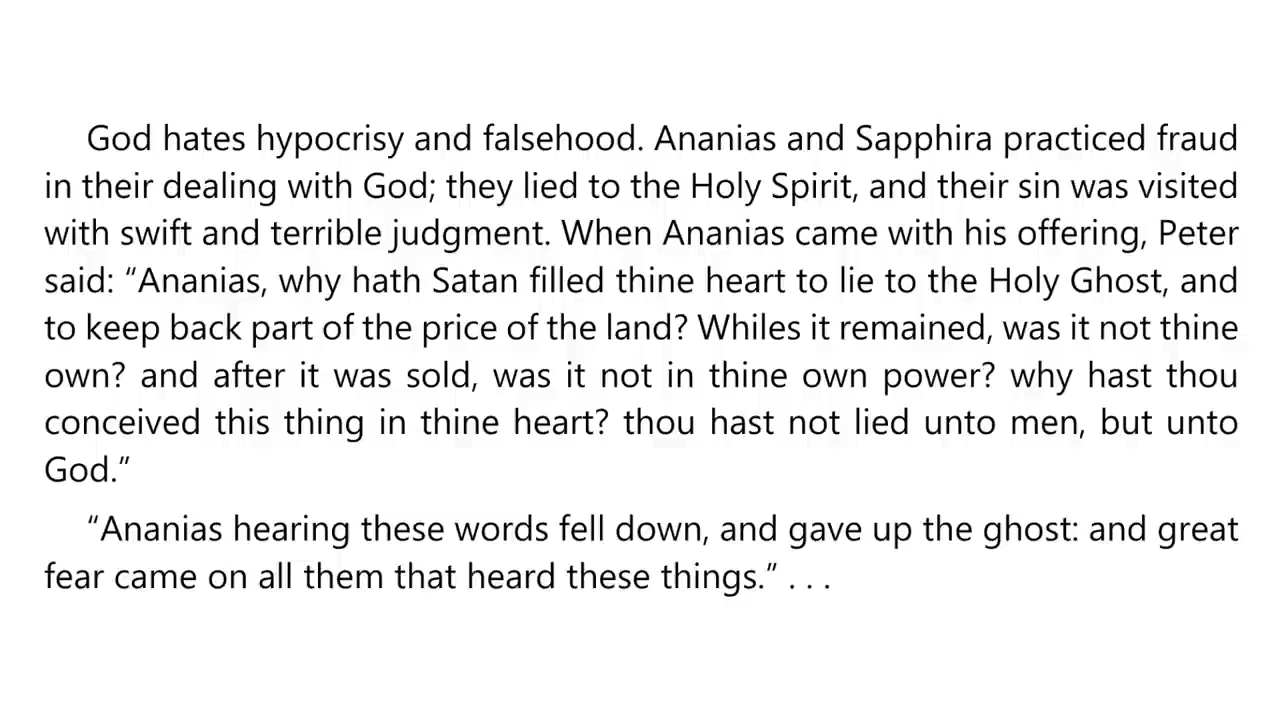 God hates hypocrisy and falsehood. Ananias and Sapphira practiced fraud
in their dealing with God; they lied to the Holy Spirit, and their sin was visited
with swift and terrible judgment. When Ananias came with his offering, Peter
said: “Ananias, why hath Satan filled thine heart to lie to the Holy Ghost, and
to keep back part of the price of the land? Whiles it remained, was it not thine
own? and after it was sold, was it not in thine own power? why hast thou
conceived this thing in thine heart? thou hast not lied unto men, but unto
God.”
“Ananias hearing these words fell down, and gave up the ghost: and great
fear came on all them that heard these things.” . . .